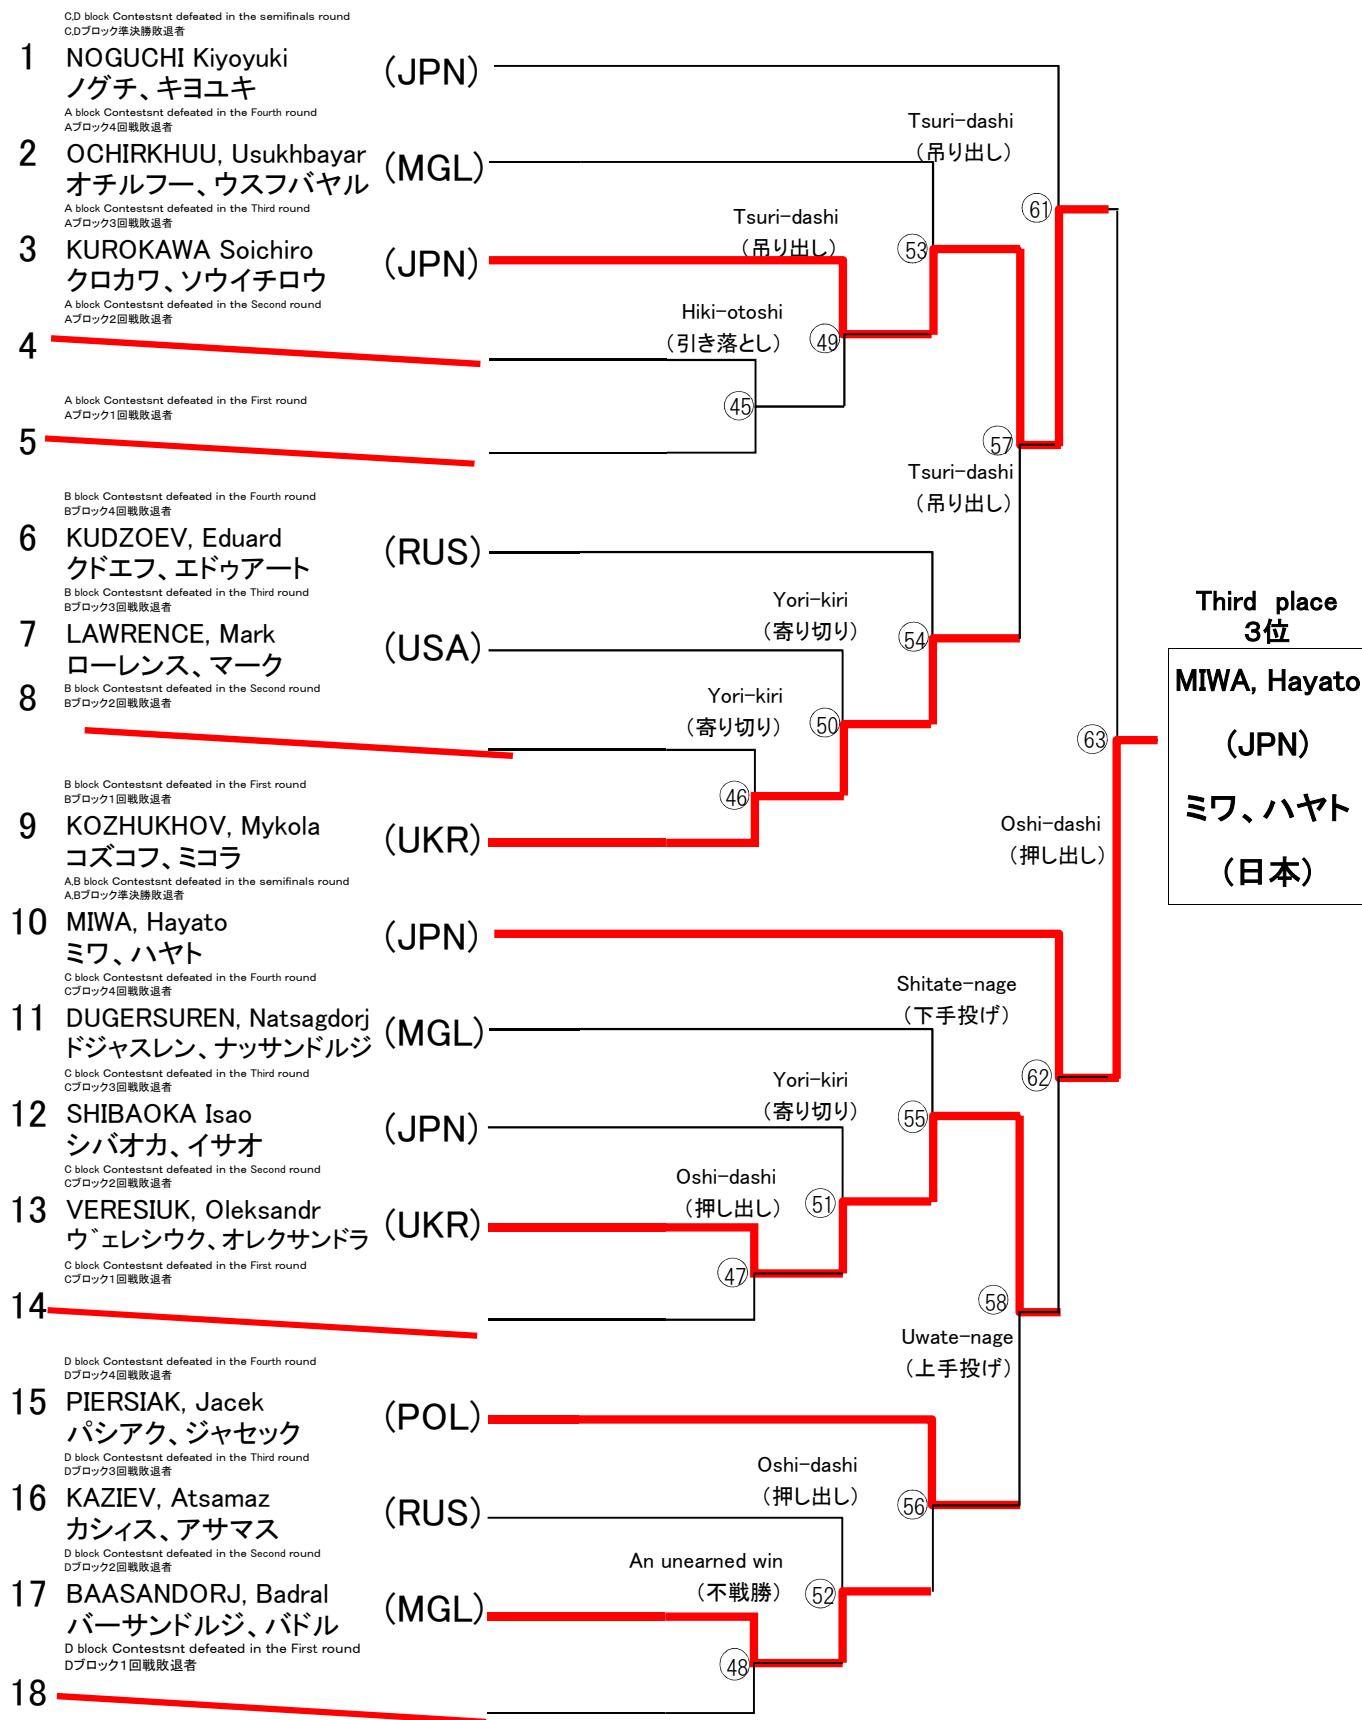 C,D block Contestsnt defeated in the semifinals round
C,Dブロック準決勝敗退者
1 NOGUCHI Kiyoyuki (JPN)
ノグチ、キヨユキ
A block Contestsnt defeated in the Fourth round
Aブロック4回戦敗退者
2 OCHIRKHUU, Usukhbayar (MGL)
オチルフー、ウスフバヤル
A block Contestsnt defeated in the Third round
Aブロック3回戦敗退者
3 KUROKAWA Soichiro (JPN)
クロカワ、ソウイチロウ
A block Contestsnt defeated in the Second round
Aブロック2回戦敗退者
4
A block Contestsnt defeated in the First round
Aブロック1回戦敗退者
5
B block Contestsnt defeated in the Fourth round
Bブロック4回戦敗退者
6 KUDZOEV, Eduard (RUS)
クドエフ、エドゥアート
B block Contestsnt defeated in the Third round
Bブロック3回戦敗退者
7 LAWRENCE, Mark (USA)
ローレンス、マーク
B block Contestsnt defeated in the Second round
8 Bブロック2回戦敗退者
B block Contestsnt defeated in the First round
Bブロック1回戦敗退者
9 KOZHUKHOV, Mykola (UKR)
コズコフ、ミコラ
A,B block Contestsnt defeated in the semifinals round
A,Bブロック準決勝敗退者
10 MIWA, Hayato (JPN)
ミワ、ハヤト
C block Contestsnt defeated in the Fourth round
Cブロック4回戦敗退者
11 DUGERSUREN, Natsagdorj (MGL)
ドジャスレン、ナッサンドルジ
C block Contestsnt defeated in the Third round
Cブロック3回戦敗退者
12 SHIBAOKA Isao (JPN)
シバオカ、イサオ
C block Contestsnt defeated in the Second round
Cブロック2回戦敗退者
13 VERESIUK, Oleksandr (UKR)
ウ゛ェレシウク、オレクサンドラ
C block Contestsnt defeated in the First round
Cブロック1回戦敗退者
14
D block Contestsnt defeated in the Fourth round
Dブロック4回戦敗退者
15 PIERSIAK, Jacek (POL)
パシアク、ジャセック
D block Contestsnt defeated in the Third round
Dブロック3回戦敗退者
16 KAZIEV, Atsamaz (RUS)
カシィス、アサマス
D block Contestsnt defeated in the Second round
Dブロック2回戦敗退者
17 BAASANDORJ, Badral (MGL)
バーサンドルジ、バドル
D block Contestsnt defeated in the First round
Dブロック1回戦敗退者
18
Hiki-otoshi
(引き落とし)
45
Yori-kiri
(寄り切り)
46
Oshi-dashi
(押し出し)
47
An unearned win
(不戦勝)
48
Tsuri-dashi
(吊り出し)
49
Yori-kiri
(寄り切り)
50
Yori-kiri
(寄り切り)
51
Oshi-dashi
(押し出し)
52
Tsuri-dashi
(吊り出し)
53
54
Tsuri-dashi
(吊り出し)
Shitate-nage
(下手投げ)
55
56
57
58
Uwate-nage
(上手投げ)
61
62
Oshi-dashi
(押し出し)
63
Third place
3位
MIWA, Hayato
(JPN)
ミワ、ハヤト
(日本)